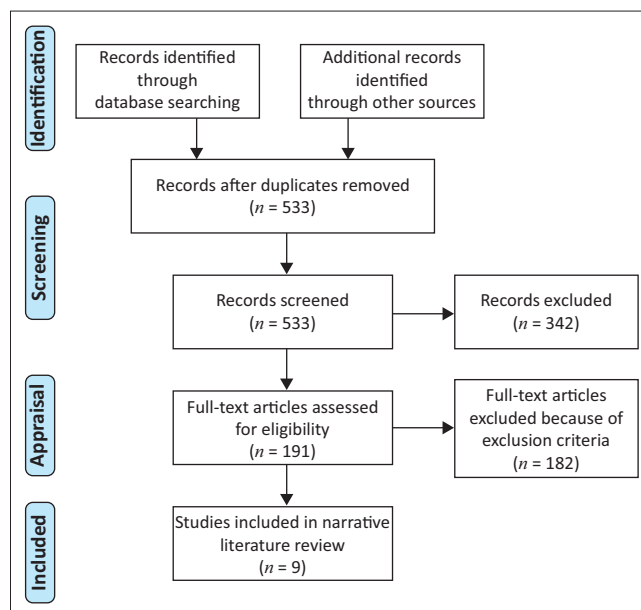 Identification
Records identified
through
database searching
Additional records
identified
through other sources
Records after duplicates removed
(n = 533)
Screening
Records screened
(n = 533)
Records excluded
(n = 342)
Appraisal
Full-text articles assessed
for eligibility
(n = 191)
Full-text articles
excluded because of
exclusion criteria
(n = 182)
Included
Studies included in narrative
literature review
(n = 9)